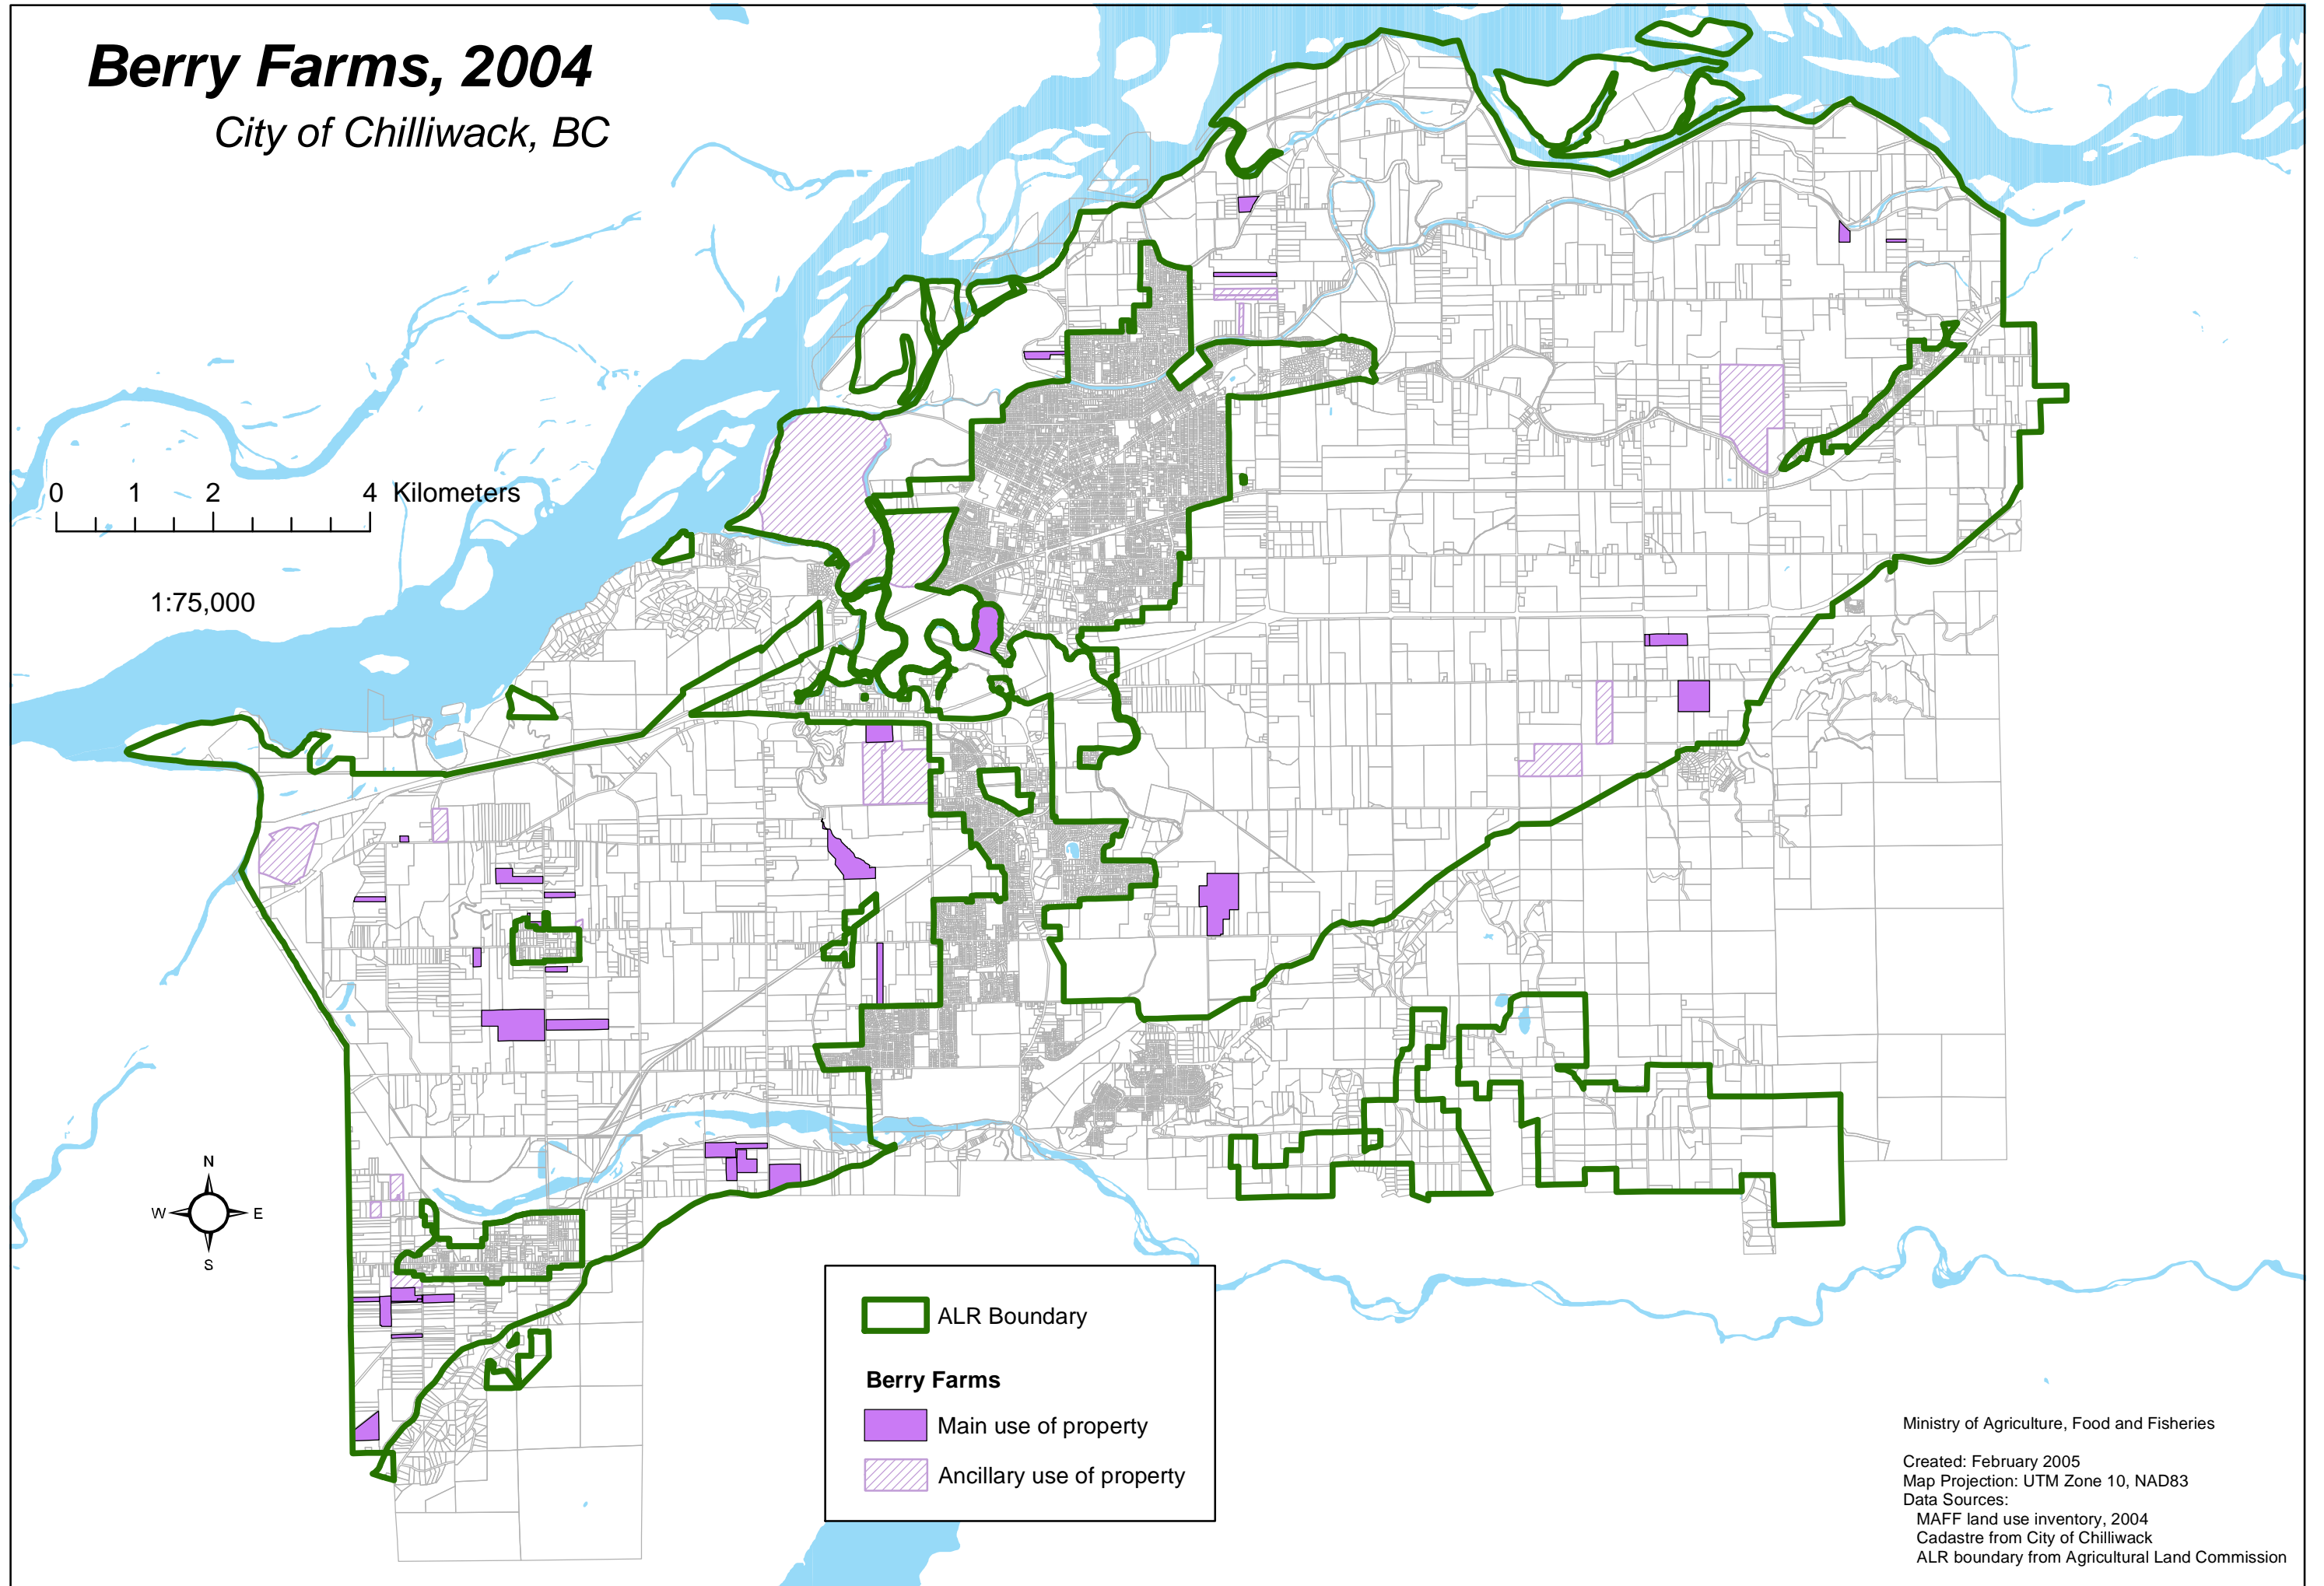 Berry Farms, 2004
City of Chilliwack, BC
0 1 2 4 Kilometers
1:75,000
N
W E
S
ALR Boundary
Berry Farms
Main use of property
Ancillary use of property
Ministry of Agriculture, Food and Fisheries
Created: February 2005
Map Projection: UTM Zone 10, NAD83
Data Sources:
MAFF land use inventory, 2004
Cadastre from City of Chilliwack
ALR boundary from Agricultural Land Commission